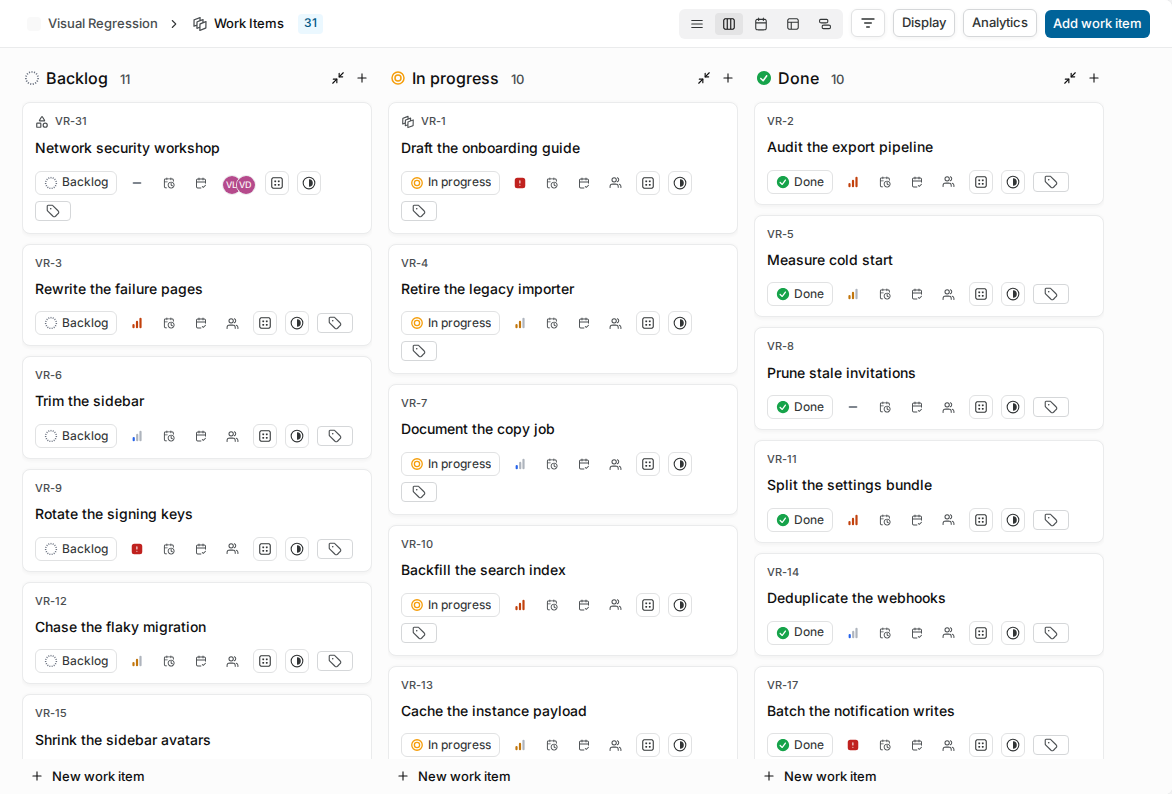 Visual Regression > Work Items 31
Display Analytics Add work item
Backlog 11
VR-31
Network security workshop
Backlog VL VD
VR-3
Rewrite the failure pages
Backlog
VR-6
Trim the sidebar
Backlog
VR-9
Rotate the signing keys
Backlog
VR-12
Chase the flaky migration
Backlog
VR-15
Shrink the sidebar avatars
New work item
In progress 10
VR-1
Draft the onboarding guide
In progress
VR-4
Retire the legacy importer
In progress
VR-7
Document the copy job
In progress
VR-10
Backfill the search index
In progress
VR-13
Cache the instance payload
In progress
New work item
Done 10
VR-2
Audit the export pipeline
Done
VR-5
Measure cold start
Done
VR-8
Prune stale invitations
Done
VR-11
Split the settings bundle
Done
VR-14
Deduplicate the webhooks
Done
VR-17
Batch the notification writes
Done
New work item